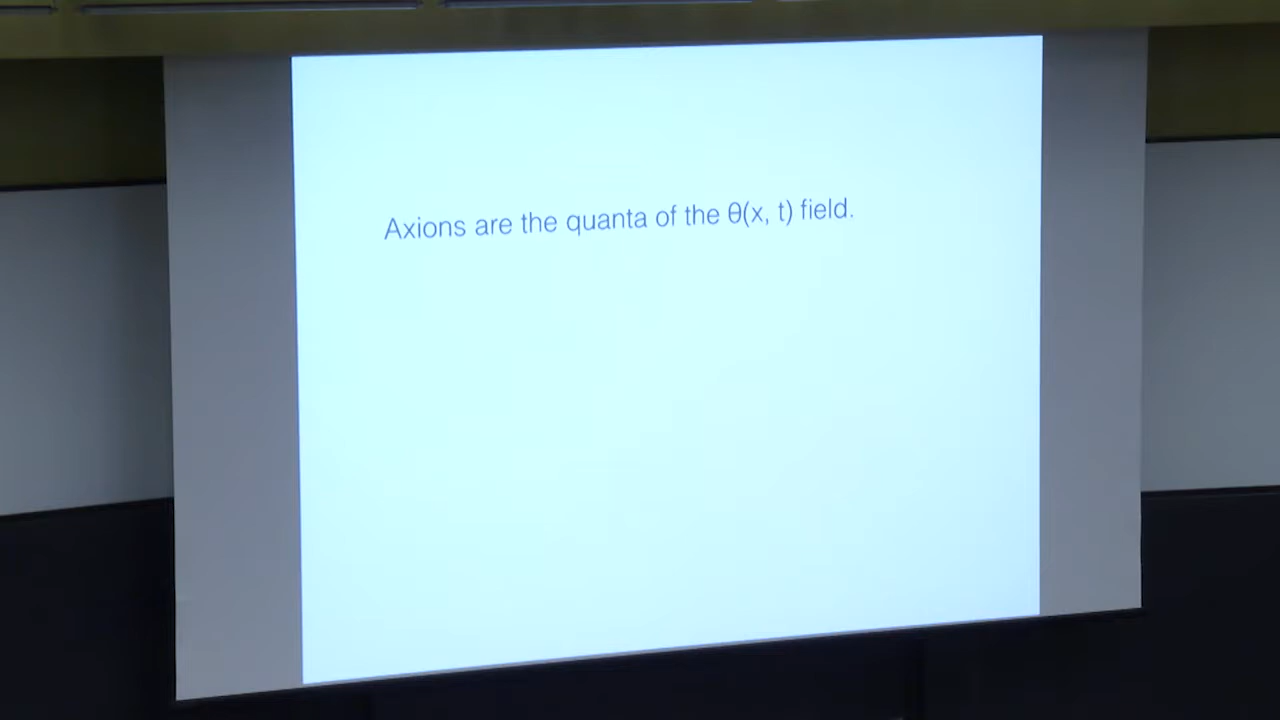 Axions are the quanta of the θ(x, t) field.